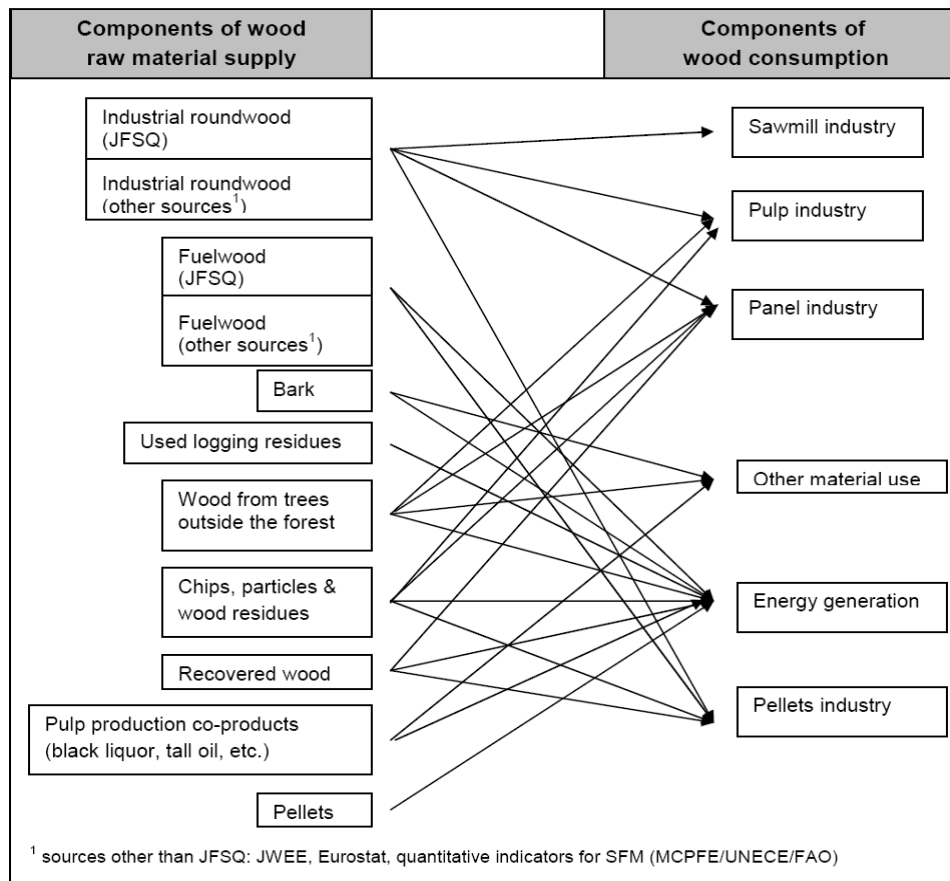 Components of wood
raw material supply
Components of
wood consumption
Industrial roundwood
(JFSQ)
Industrial roundwood
(other sources¹)
Fuelwood
(JFSQ)
Fuelwood
(other sources¹)
Bark
Used logging residues
Wood from trees
outside the forest
Chips, particles &
wood residues
Recovered wood
Pulp production co-products
(black liquor, tall oil, etc.)
Pellets
Sawmill industry
Pulp industry
Panel industry
Other material use
Energy generation
Pellets industry
¹ sources other than JFSQ: JWEE, Eurostat, quantitative indicators for SFM (MCPFE/UNECE/FAO)